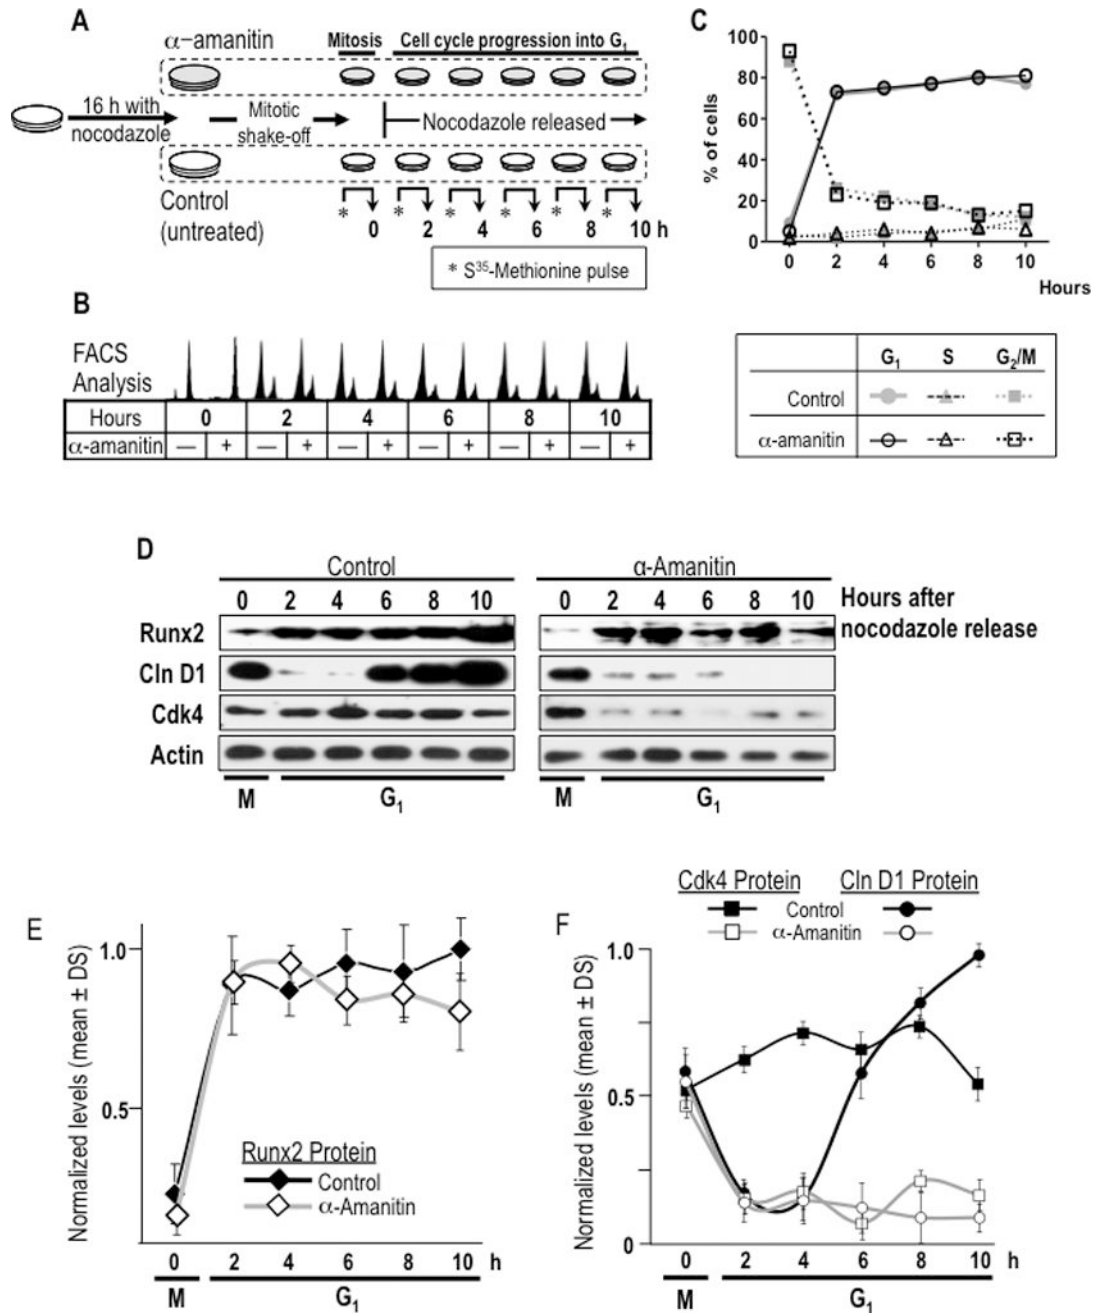 A
α−amanitin
Mitosis
Cell cycle progression into G1
16 h with
nocodazole
Mitotic
shake-off
Nocodazole released
Control
(untreated)
* * * * * *
0 2 4 6 8 10 h
* S35-Methionine pulse
B
FACS
Analysis
Hours 0 2 4 6 8 10
α-amanitin — + — + — + — + — + — +
C
% of cells
100
80
60
40
20
0
0 2 4 6 8 10
Hours
G1 S G2/M
Control
α-amanitin
D
Control
α-Amanitin
0 2 4 6 8 10
0 2 4 6 8 10
Hours after
nocodazole release
Runx2
Cln D1
Cdk4
Actin
M G1
M G1
E
Normalized levels (mean ± DS)
1.0
0.5
Runx2 Protein
Control
α-Amanitin
0 2 4 6 8 10 h
M G1
F
Cdk4 Protein
Cln D1 Protein
Control
α-Amanitin
Normalized levels (mean ± DS)
1.0
0.5
0
0 2 4 6 8 10 h
M G1